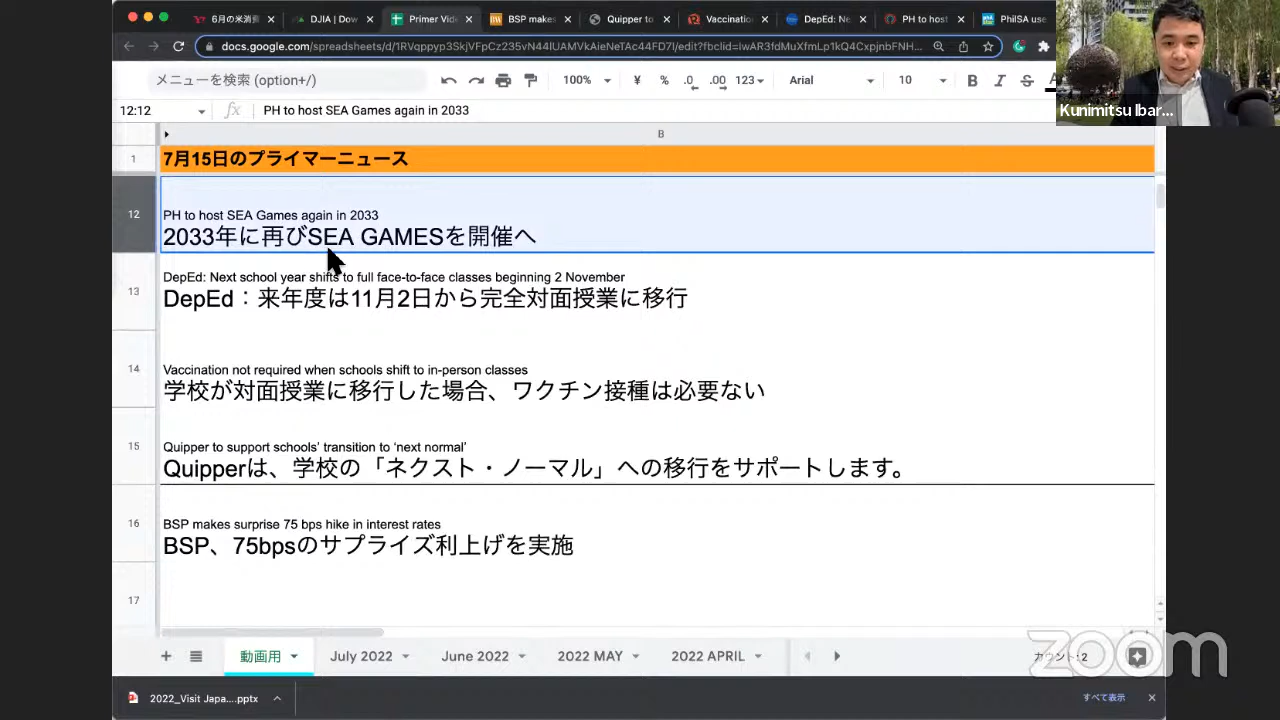 6月の米消費
DJIA | Dow
Primer Vide
BSP makes
Quipper to
Vaccination
DepEd: Ne
PH to host
PhilSA use
docs.google.com/spreadsheets/d/1RVqppyp3SkjVFpCz235vN44IUAMVkAieNeTAc44FD7I/edit?fbclid=IwAR3fdMuXfmLp1kQ4CxpjnbFNH...
メニューを検索 (option+/)
100%
¥
%
.0
.00
123
Arial
10
B
I
S
A
Kunimitsu Ibar...
12:12
fx
PH to host SEA Games again in 2033
B
1
7月15日のプライマーニュース
12
PH to host SEA Games again in 2033
2033年に再びSEA GAMESを開催へ
13
DepEd: Next school year shifts to full face-to-face classes beginning 2 November
DepEd：来年度は11月2日から完全対面授業に移行
14
Vaccination not required when schools shift to in-person classes
学校が対面授業に移行した場合、ワクチン接種は必要ない
15
Quipper to support schools’ transition to ‘next normal’
Quipperは、学校の「ネクスト・ノーマル」への移行をサポートします。
16
BSP makes surprise 75 bps hike in interest rates
BSP、75bpsのサプライズ利上げを実施
17
動画用
July 2022
June 2022
2022 MAY
2022 APRIL
カウント: 2
zoom
2022_Visit Japa....pptx
すべて表示